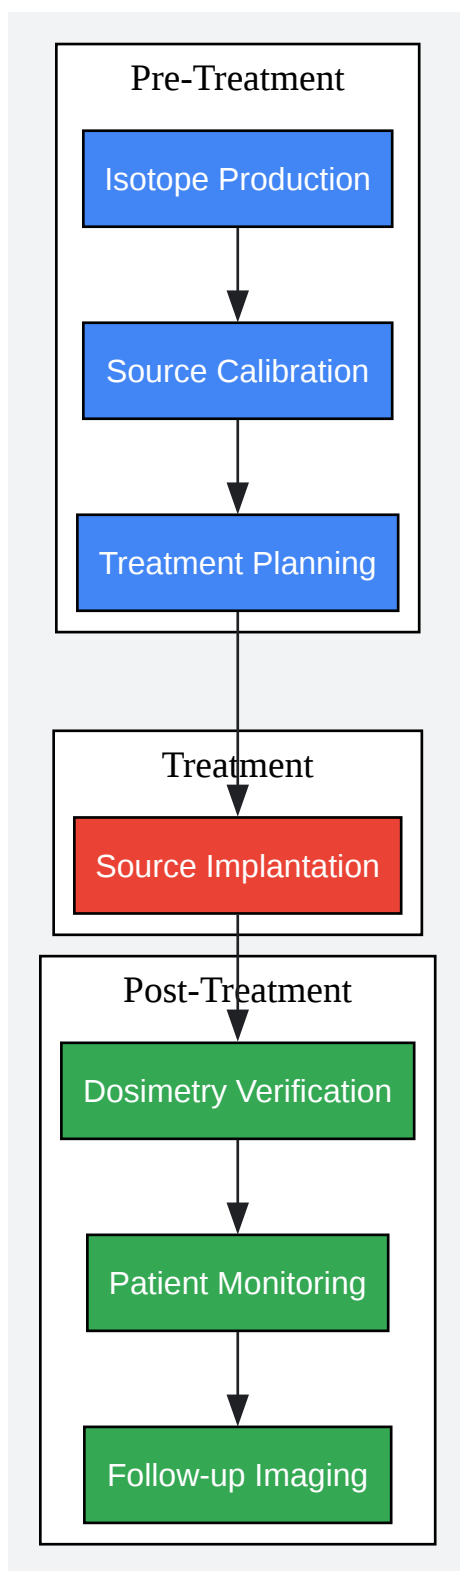 Pre-Treatment
Isotope Production
Source Calibration
Treatment Planning
Treatment
Source Implantation
Post-Treatment
Dosimetry Verification
Patient Monitoring
Follow-up Imaging